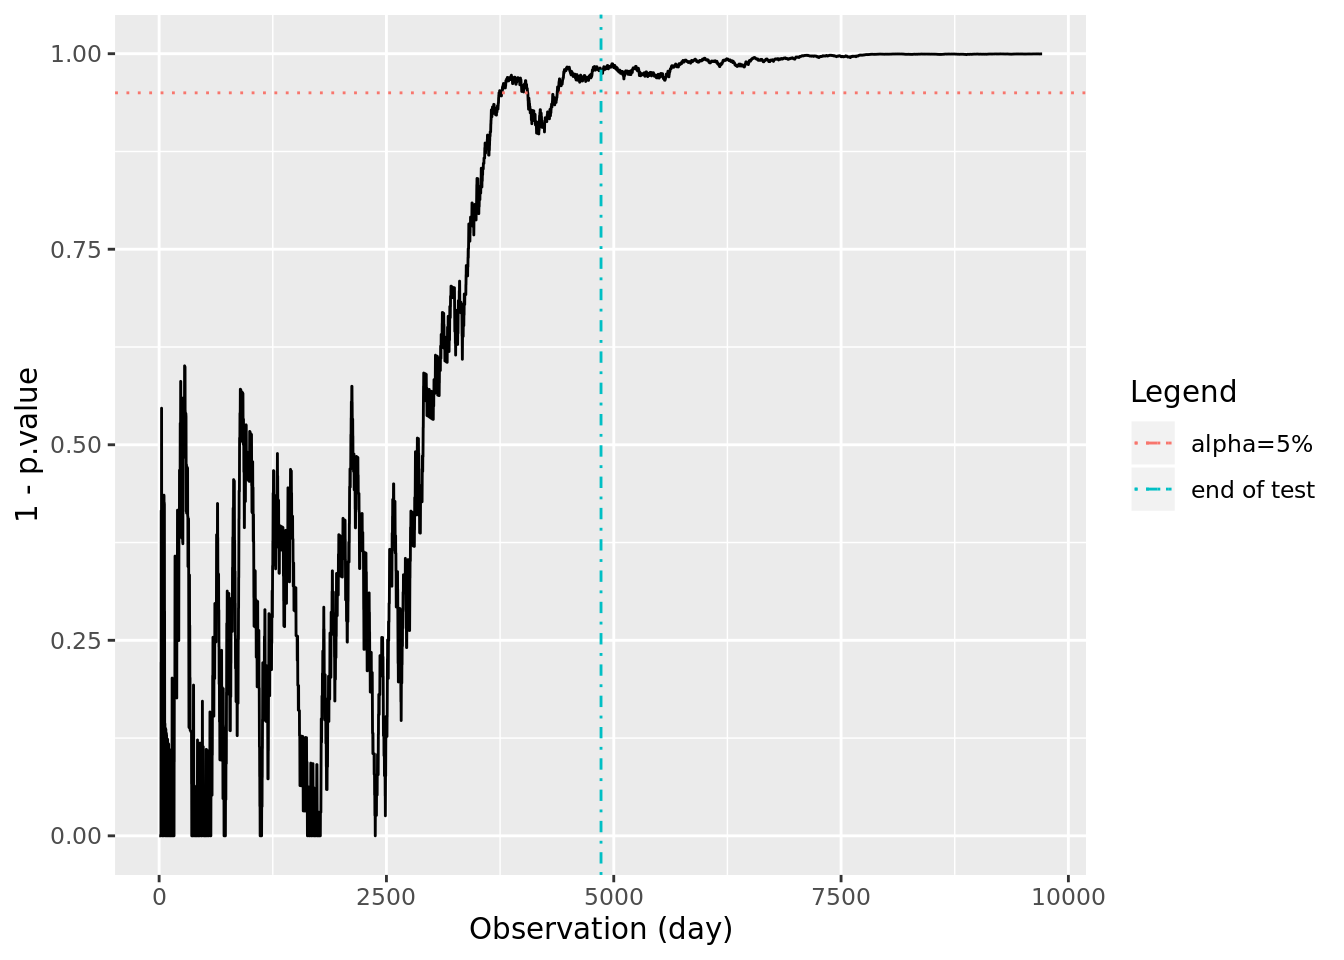 1.00
0.75
0.50
0.25
0.00
1 - p.value
0
2500
5000
7500
10000
Observation (day)
Legend
alpha=5%
end of test